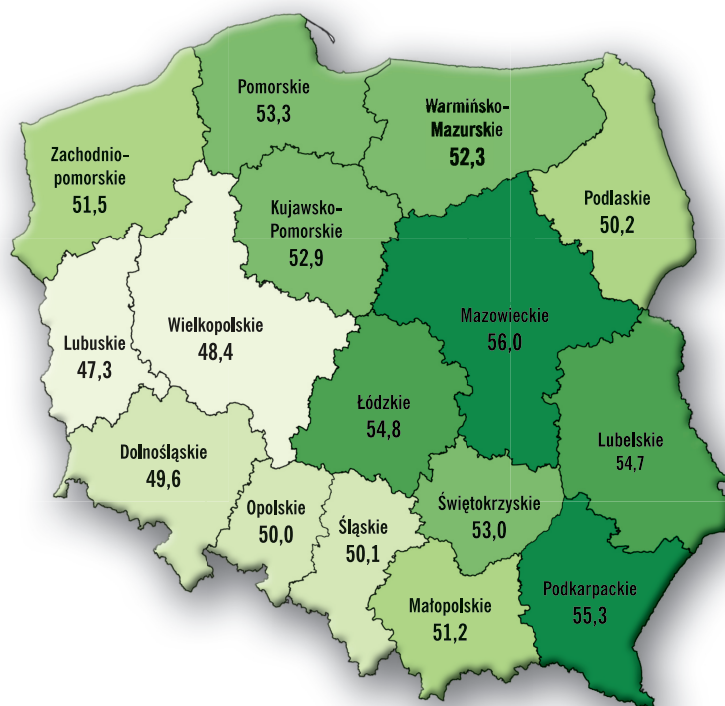 Pomorskie
53,3
Warmińsko-
Mazurskie
52,3
Zachodnio-
pomorskie
51,5
Podlaskie
50,2
Kujawsko-
Pomorskie
52,9
Mazowieckie
56,0
Wielkopolskie
48,4
Lubuskie
47,3
Łódzkie
54,8
Lubelskie
54,7
Dolnośląskie
49,6
Opolskie
50,0
Śląskie
50,1
Świętokrzyskie
53,0
Podkarpackie
55,3
Małopolskie
51,2